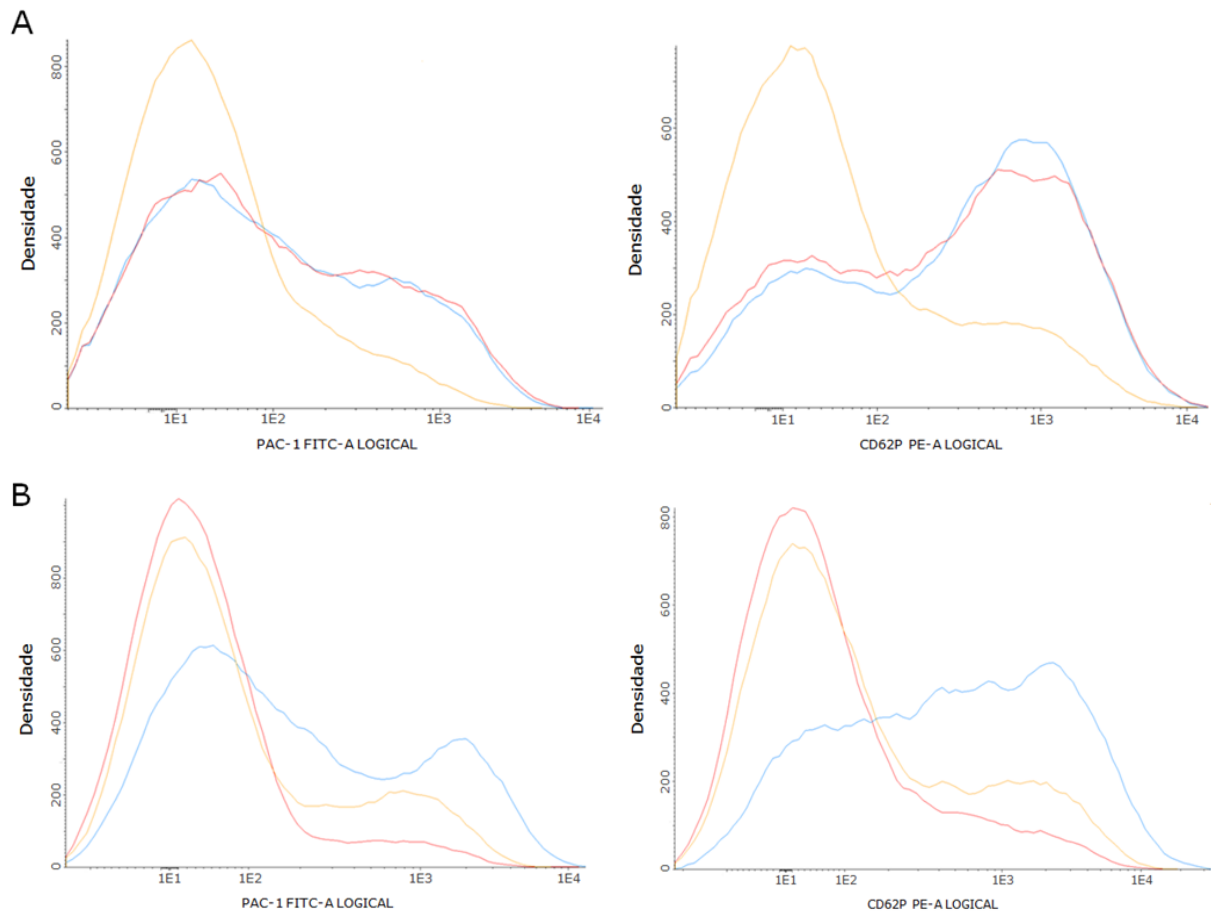 A
Densidade
0 200 400 600 800
1E1 1E2 1E3 1E4
PAC-1 FITC-A LOGICAL
Densidade
0 200 400 600
1E1 1E2 1E3 1E4
CD62P PE-A LOGICAL
B
Densidade
0 200 400 600 800
1E1 1E2 1E3 1E4
PAC-1 FITC-A LOGICAL
Densidade
0 200 400 600 800
1E1 1E2 1E3 1E4
CD62P PE-A LOGICAL